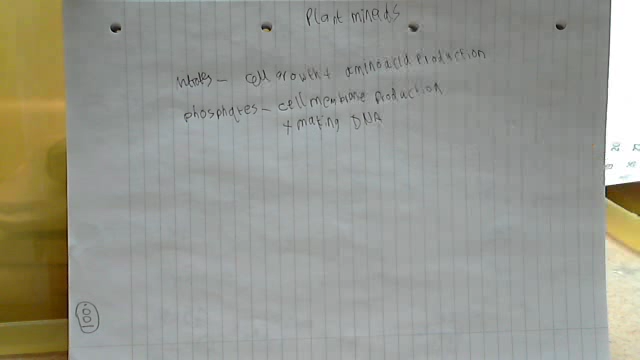 Plant minerals
nitrates - cell growth + amino acid production
phosphates - cell membrane production
+ making DNA
100